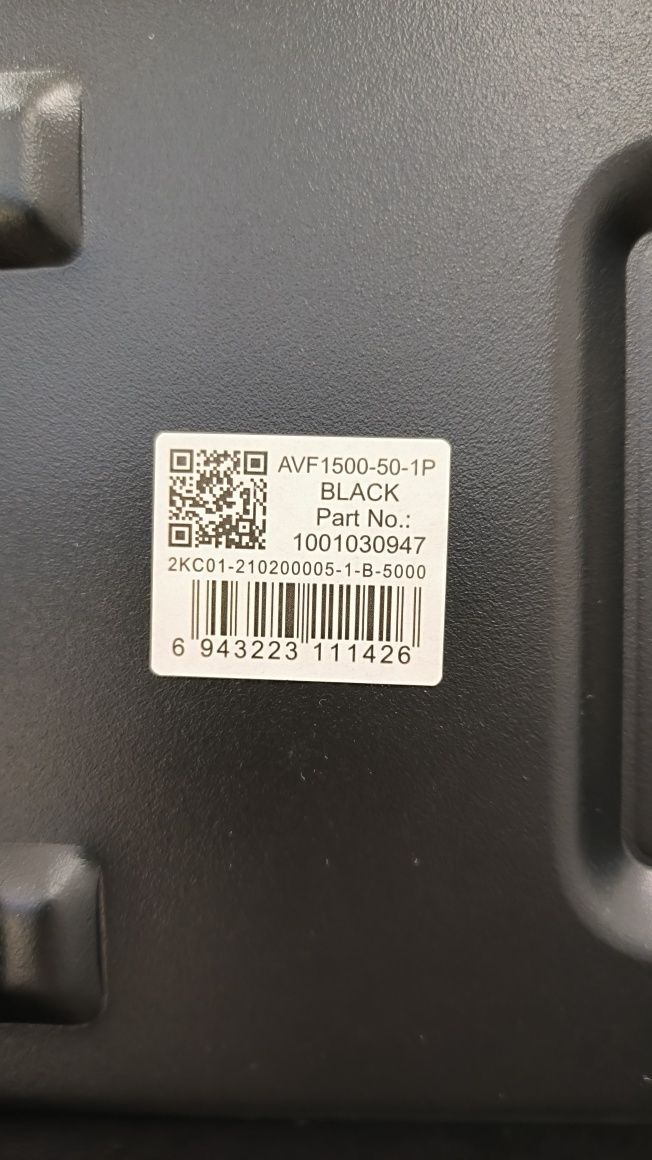 AVF1500-50-1P
BLACK
Part No.:
1001030947
2KC01-210200005-1-B-5000
6 943223 111426